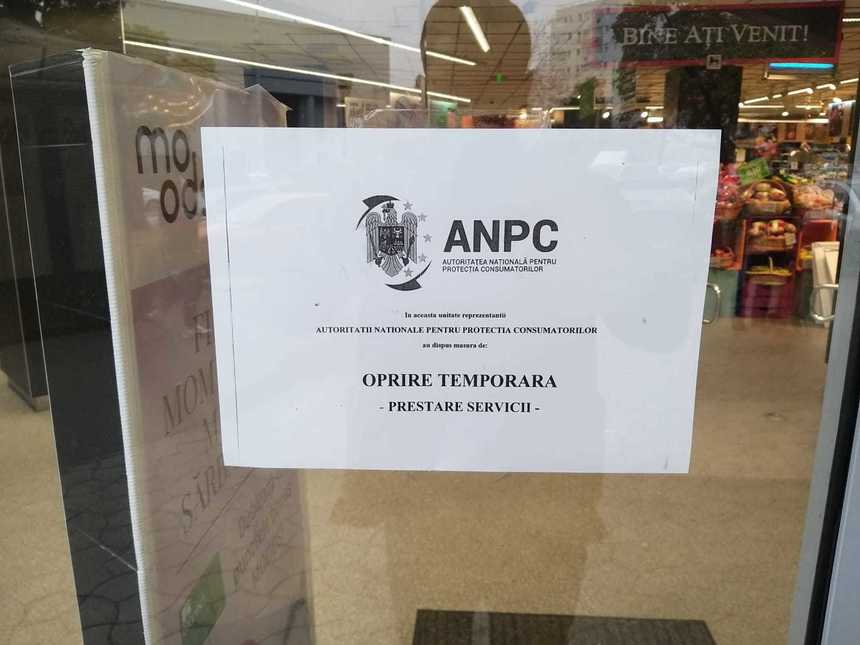 BINE AȚI VENIT!
mo
ANPC
AUTORITATEA NAȚIONALĂ PENTRU
PROTECȚIA CONSUMATORILOR
In aceasta unitate reprezentantii
AUTORITATII NATIONALE PENTRU PROTECTIA CONSUMATORILOR
au dispus masura de:
OPRIRE TEMPORARA
- PRESTARE SERVICII -